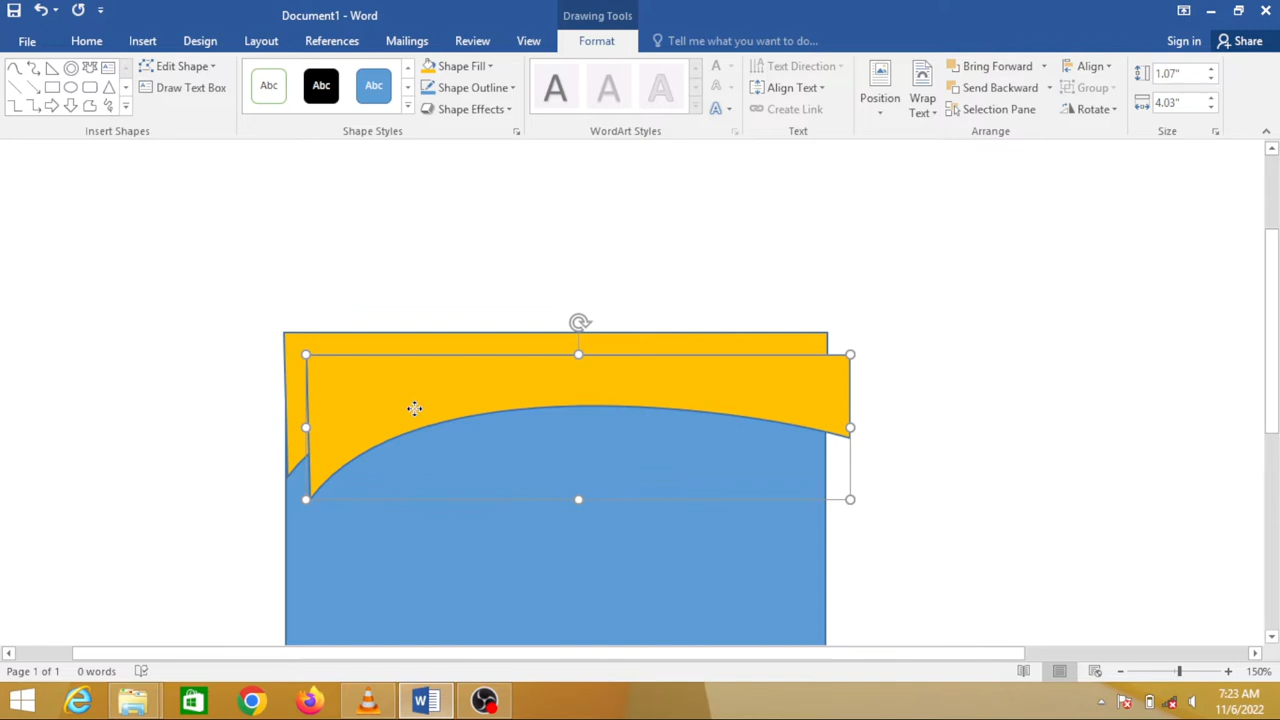 Document1 - Word
Drawing Tools
File
Home
Insert
Design
Layout
References
Mailings
Review
View
Format
Tell me what you want to do...
Sign in
Share
Edit Shape
Draw Text Box
Insert Shapes
Abc
Abc
Abc
Shape Fill
Shape Outline
Shape Effects
Shape Styles
A
A
A
A
A
A
WordArt Styles
Text Direction
Align Text
Create Link
Text
Position
Wrap
Text
Bring Forward
Send Backward
Selection Pane
Align
Group
Rotate
Arrange
1.07"
4.03"
Size
Page 1 of 1
0 words
150%
7:23 AM
11/6/2022